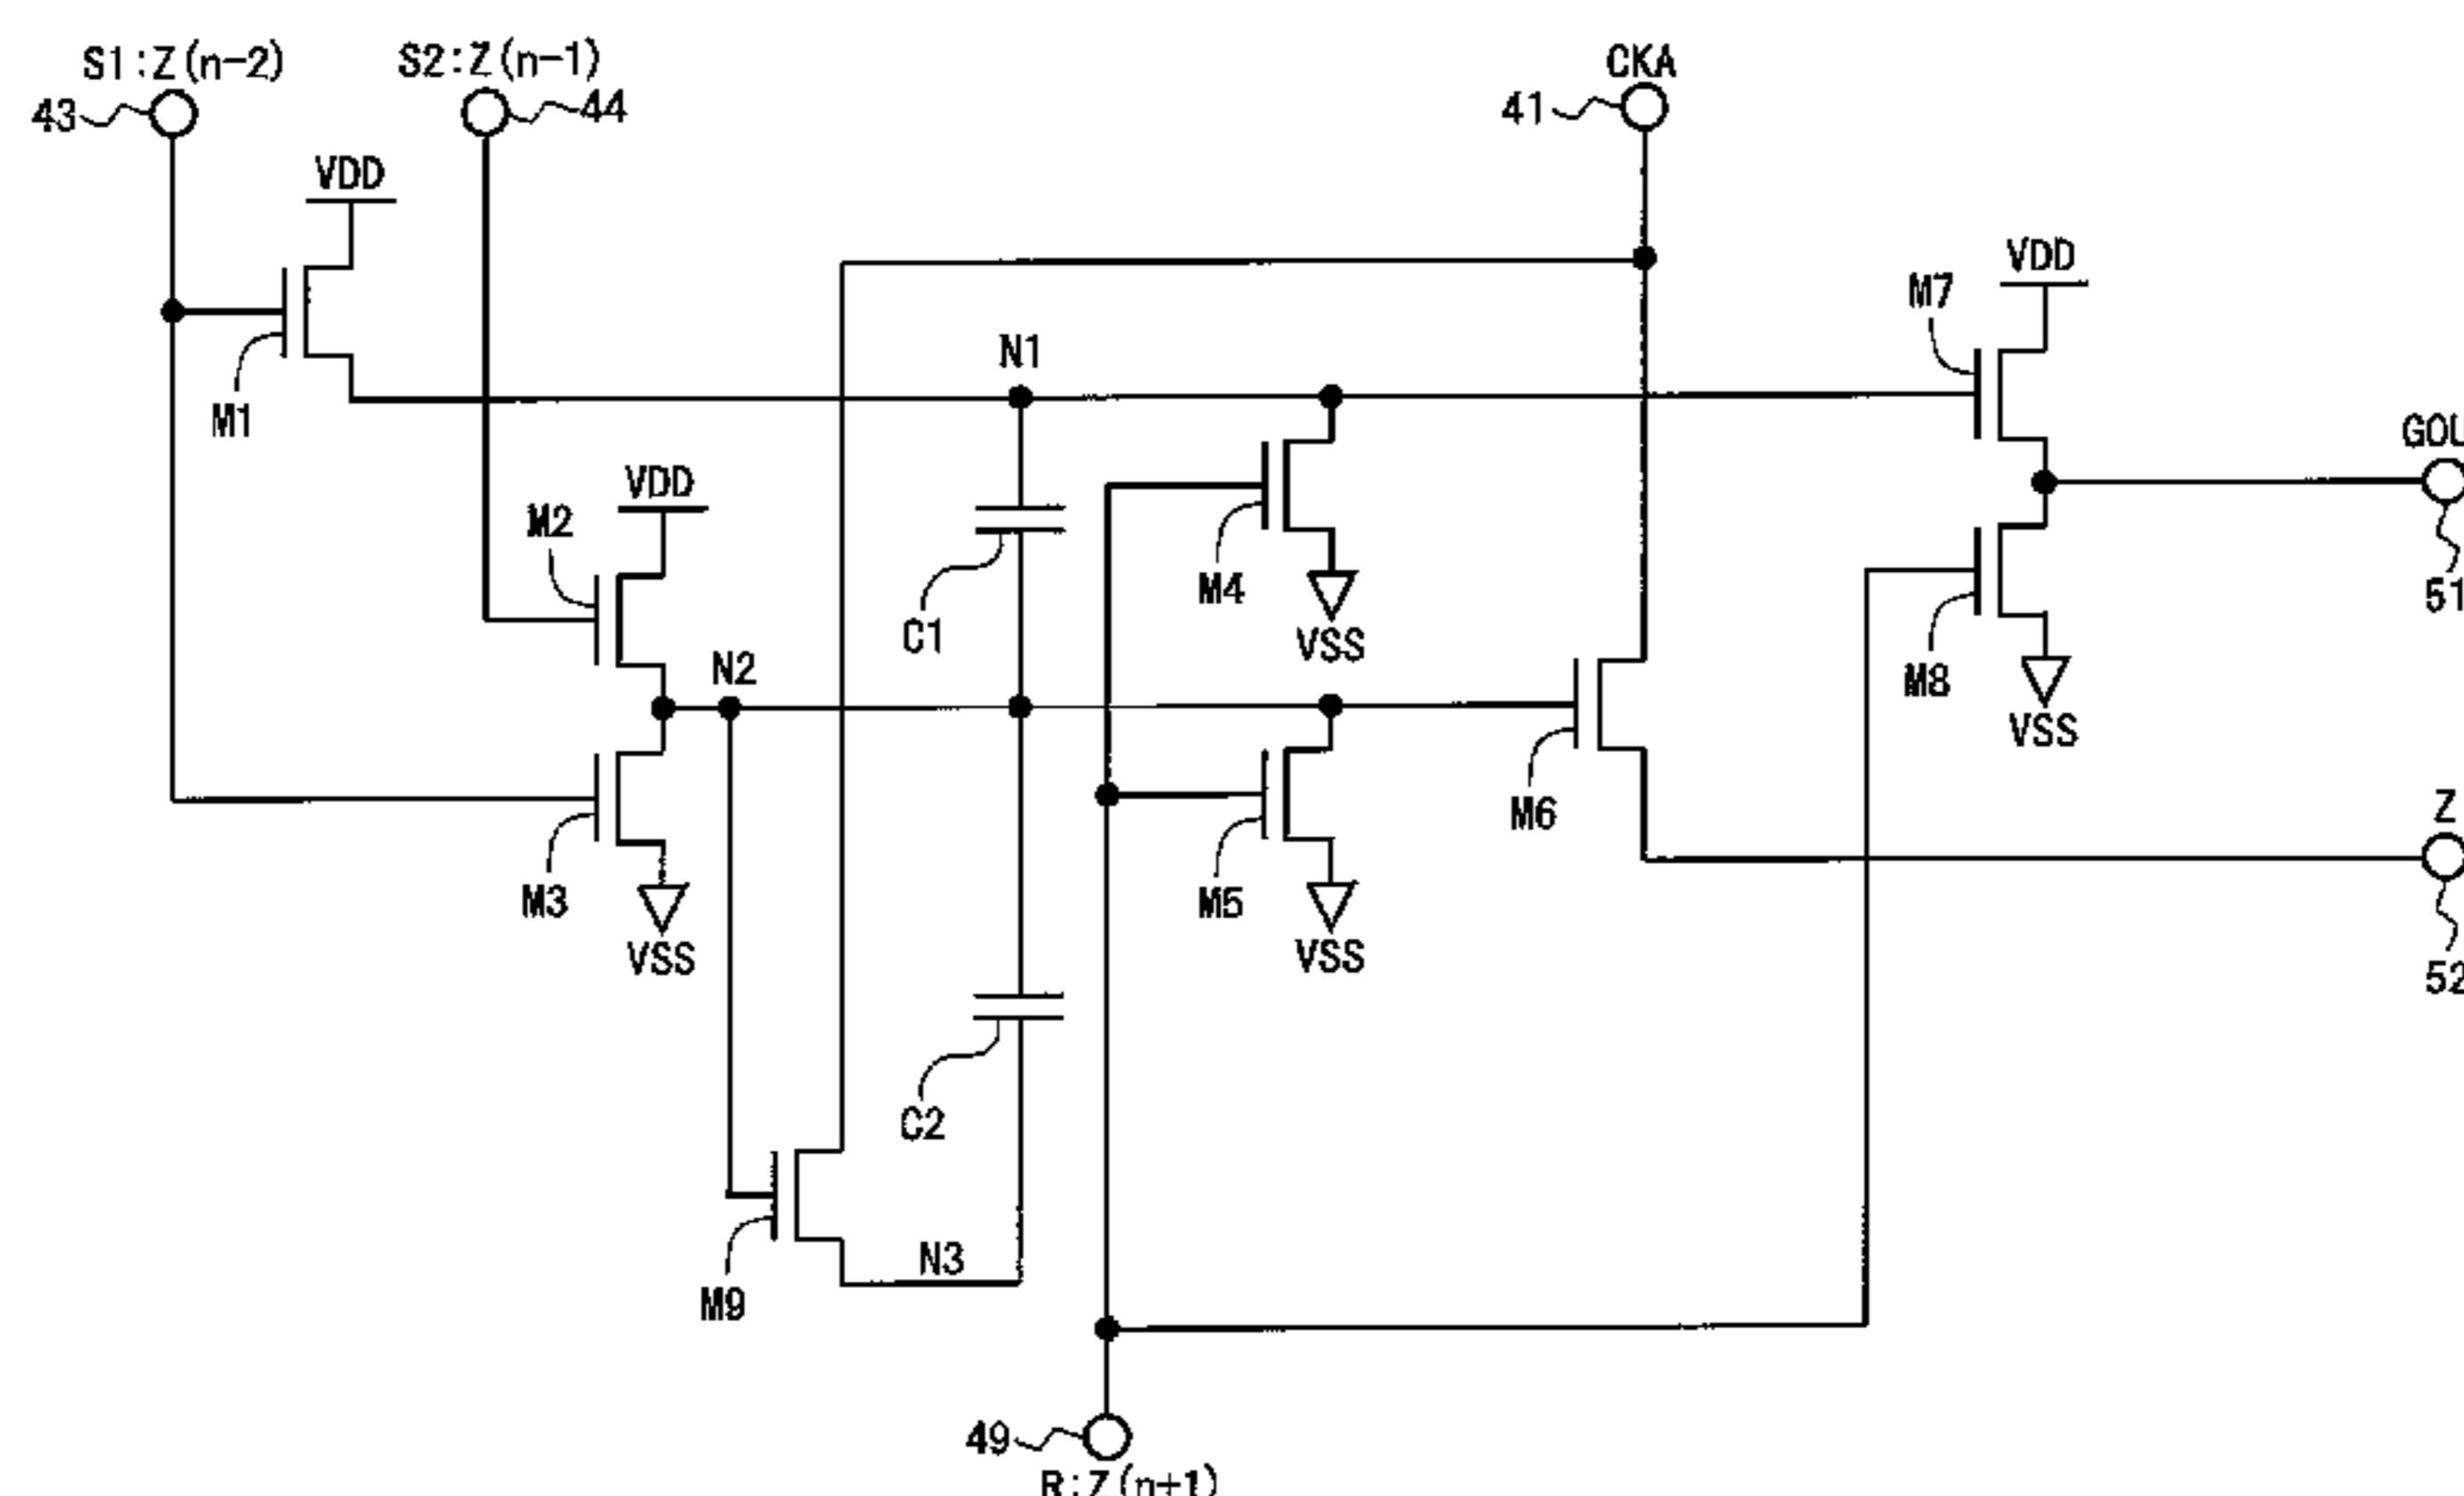 S1:Z(n-2)
S2:Z(n-1)
CKA
43
44
41
VDD
VDD
M7
N1
M1
GOU
VDD
M2
51
M4
C1
VSS
N2
M8
VSS
Z
M6
M3
M5
VSS
VSS
52
C2
N3
M9
49
R:Z(n+1)